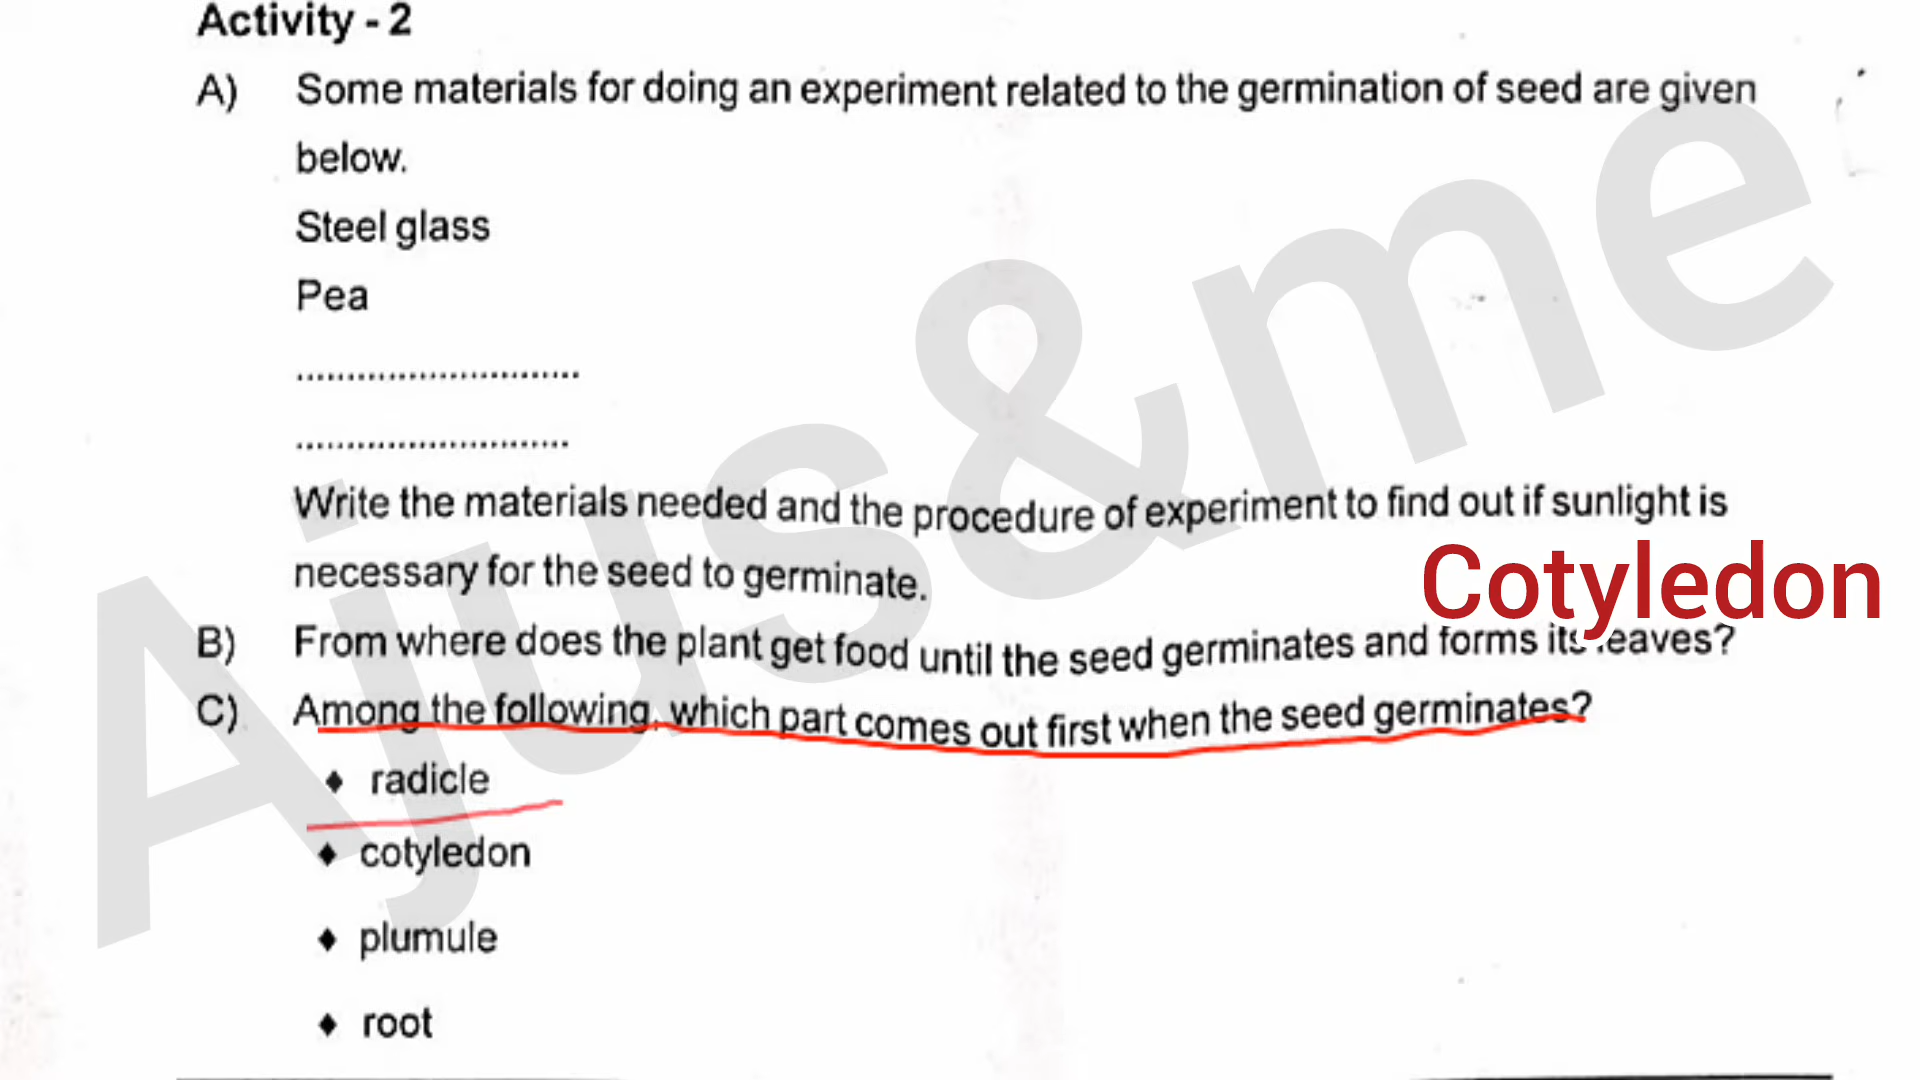 Activity - 2
A) Some materials for doing an experiment related to the germination of seed are given
below.
Steel glass
Pea
............................
...........................
Write the materials needed and the procedure of experiment to find out if sunlight is
necessary for the seed to germinate.
Cotyledon
B) From where does the plant get food until the seed germinates and forms its leaves?
C) Among the following, which part comes out first when the seed germinates?
♦ radicle
♦ cotyledon
♦ plumule
♦ root
Ajus&me